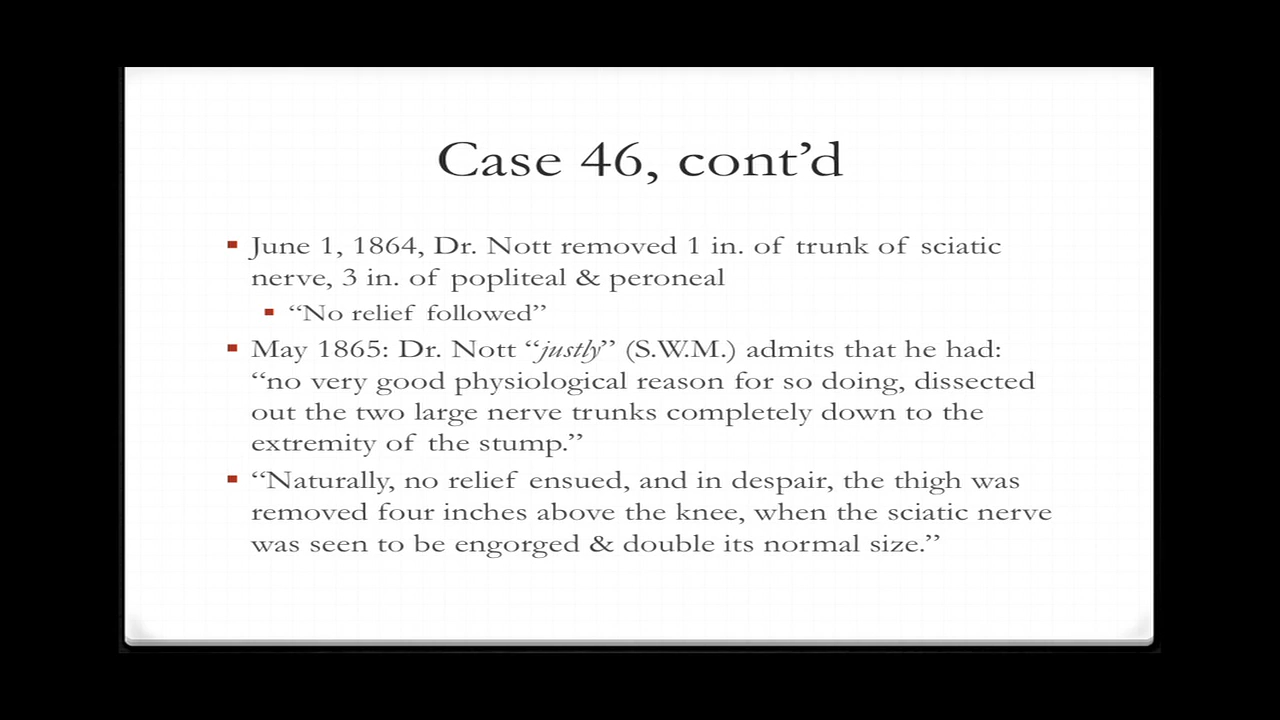 Case 46, cont’d
June 1, 1864, Dr. Nott removed 1 in. of trunk of sciatic
nerve, 3 in. of popliteal & peroneal
“No relief followed”
May 1865: Dr. Nott “justly” (S.W.M.) admits that he had:
“no very good physiological reason for so doing, dissected
out the two large nerve trunks completely down to the
extremity of the stump.”
“Naturally, no relief ensued, and in despair, the thigh was
removed four inches above the knee, when the sciatic nerve
was seen to be engorged & double its normal size.”